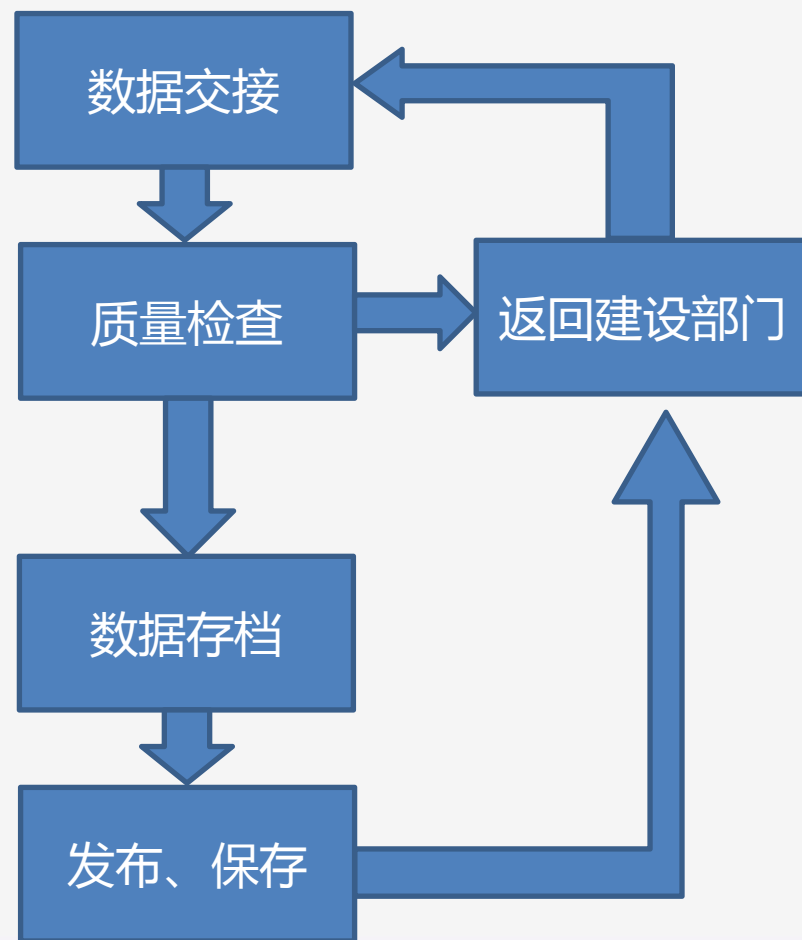 数据交接
质量检查
返回建设部门
数据存档
发布、保存